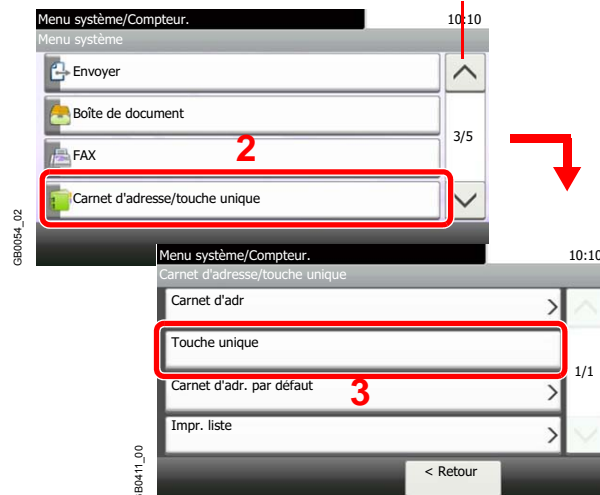 Menu système/Compteur. 10:10
Menu système
Envoyer
Boîte de document
3/5
FAX
2
Carnet d'adresse/touche unique
GB0054_02
Menu système/Compteur. 10:10
Carnet d'adresse/touche unique
Carnet d'adr
Touche unique
1/1
Carnet d'adr. par défaut
3
Impr. liste
< Retour
GB0411_00